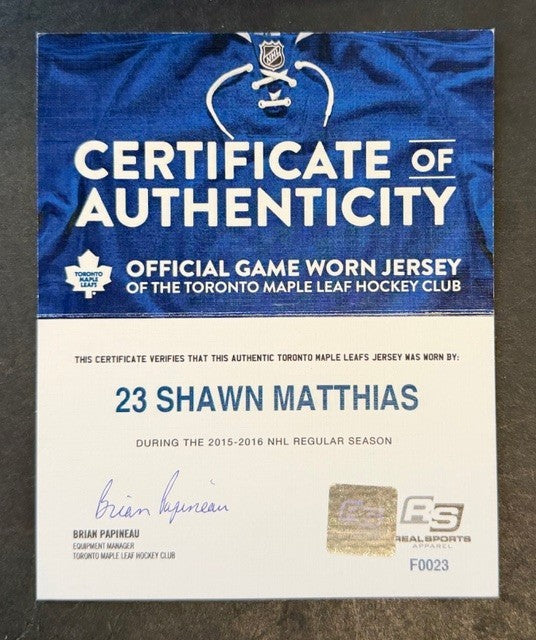 NHL
CERTIFICATE OF
AUTHENTICITY
TORONTO
MAPLE
LEAFS
OFFICIAL GAME WORN JERSEY
OF THE TORONTO MAPLE LEAF HOCKEY CLUB
THIS CERTIFICATE VERIFIES THAT THIS AUTHENTIC TORONTO MAPLE LEAFS JERSEY WAS WORN BY:
23 SHAWN MATTHIAS
DURING THE 2015-2016 NHL REGULAR SEASON
Brian Papineau
BRIAN PAPINEAU
EQUIPMENT MANAGER
TORONTO MAPLE LEAF HOCKEY CLUB
RS
REALSPORTS
APPAREL
F0023